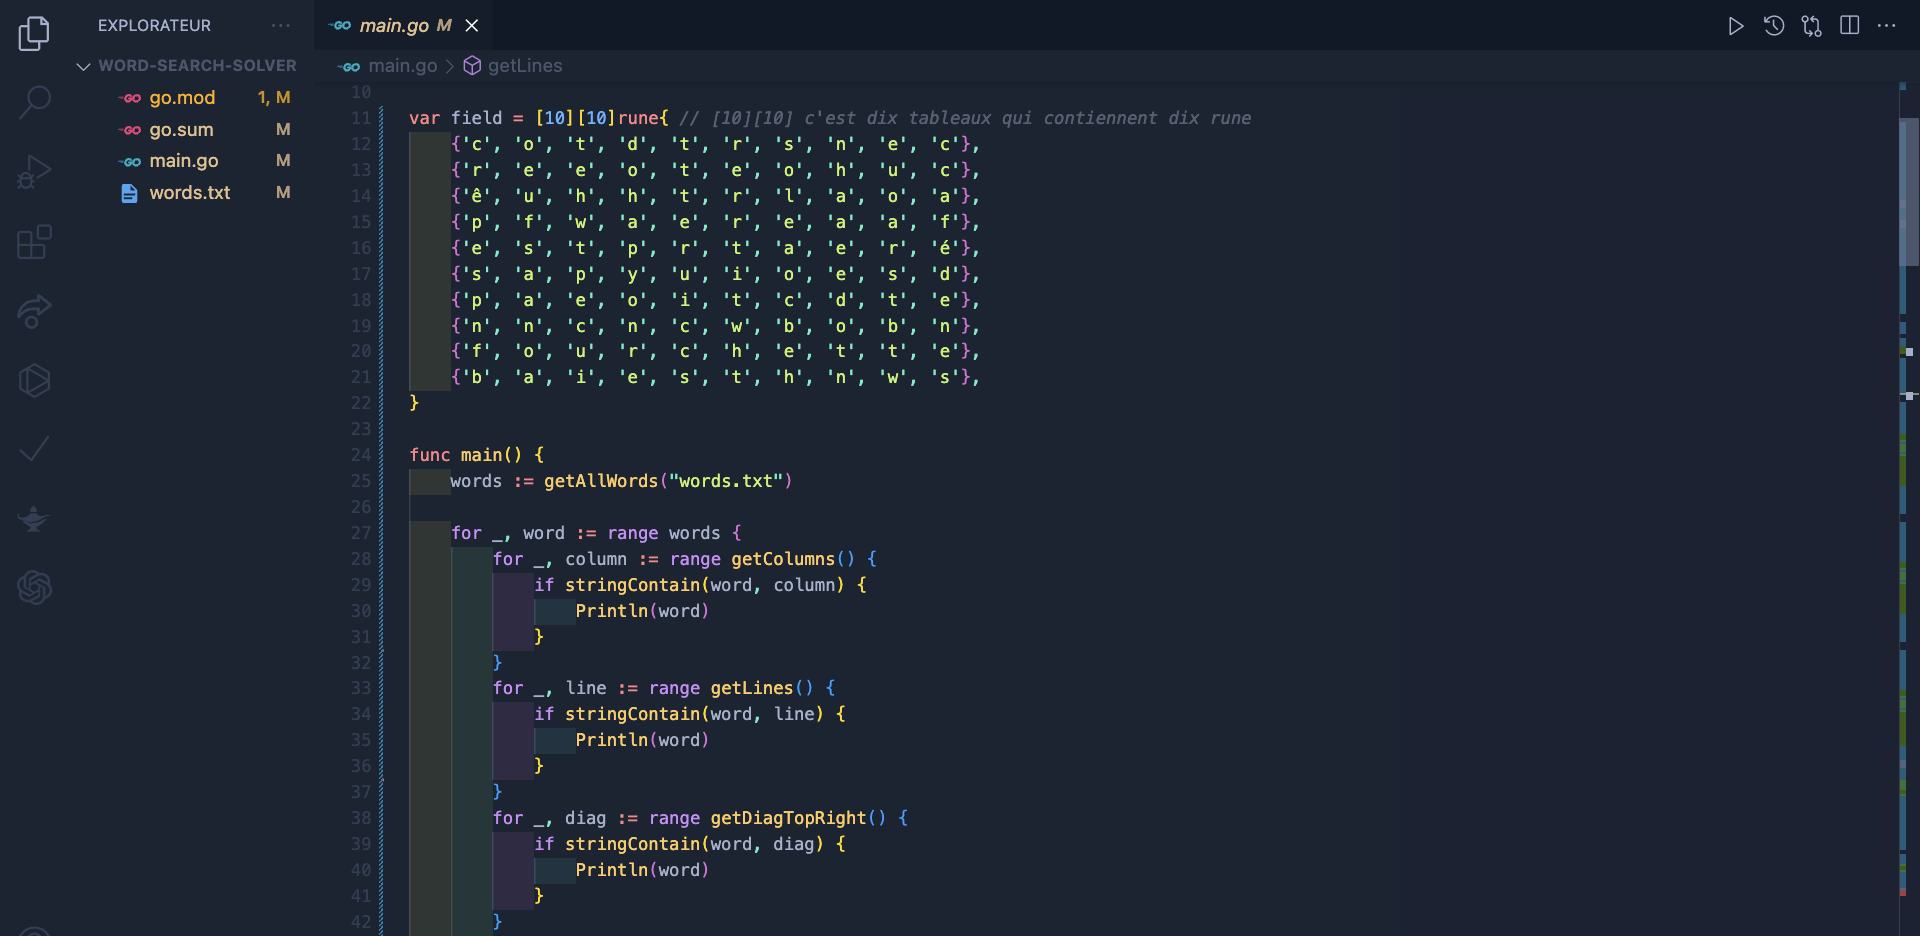 EXPLORATEUR ···
WORD-SEARCH-SOLVER
GO go.mod 1, M
GO go.sum M
GO main.go M
words.txt M
GO main.go M
GO main.go > getLines
10
11 var field = [10][10]rune{ // [10][10] c'est dix tableaux qui contiennent dix rune
12 {'c', 'o', 't', 'd', 't', 'r', 's', 'n', 'e', 'c'},
13 {'r', 'e', 'e', 'o', 't', 'e', 'o', 'h', 'u', 'c'},
14 {'ê', 'u', 'h', 'h', 't', 'r', 'l', 'a', 'o', 'a'},
15 {'p', 'f', 'w', 'a', 'e', 'r', 'e', 'a', 'a', 'f'},
16 {'e', 's', 't', 'p', 'r', 't', 'a', 'e', 'r', 'é'},
17 {'s', 'a', 'p', 'y', 'u', 'i', 'o', 'e', 's', 'd'},
18 {'p', 'a', 'e', 'o', 'i', 't', 'c', 'd', 't', 'e'},
19 {'n', 'n', 'c', 'n', 'c', 'w', 'b', 'o', 'b', 'n'},
20 {'f', 'o', 'u', 'r', 'c', 'h', 'e', 't', 't', 'e'},
21 {'b', 'a', 'i', 'e', 's', 't', 'h', 'n', 'w', 's'},
22 }
23
24 func main() {
25 words := getAllWords("words.txt")
26
27 for _, word := range words {
28 for _, column := range getColumns() {
29 if stringContain(word, column) {
30 Println(word)
31 }
32 }
33 for _, line := range getLines() {
34 if stringContain(word, line) {
35 Println(word)
36 }
37 }
38 for _, diag := range getDiagTopRight() {
39 if stringContain(word, diag) {
40 Println(word)
41 }
42 }